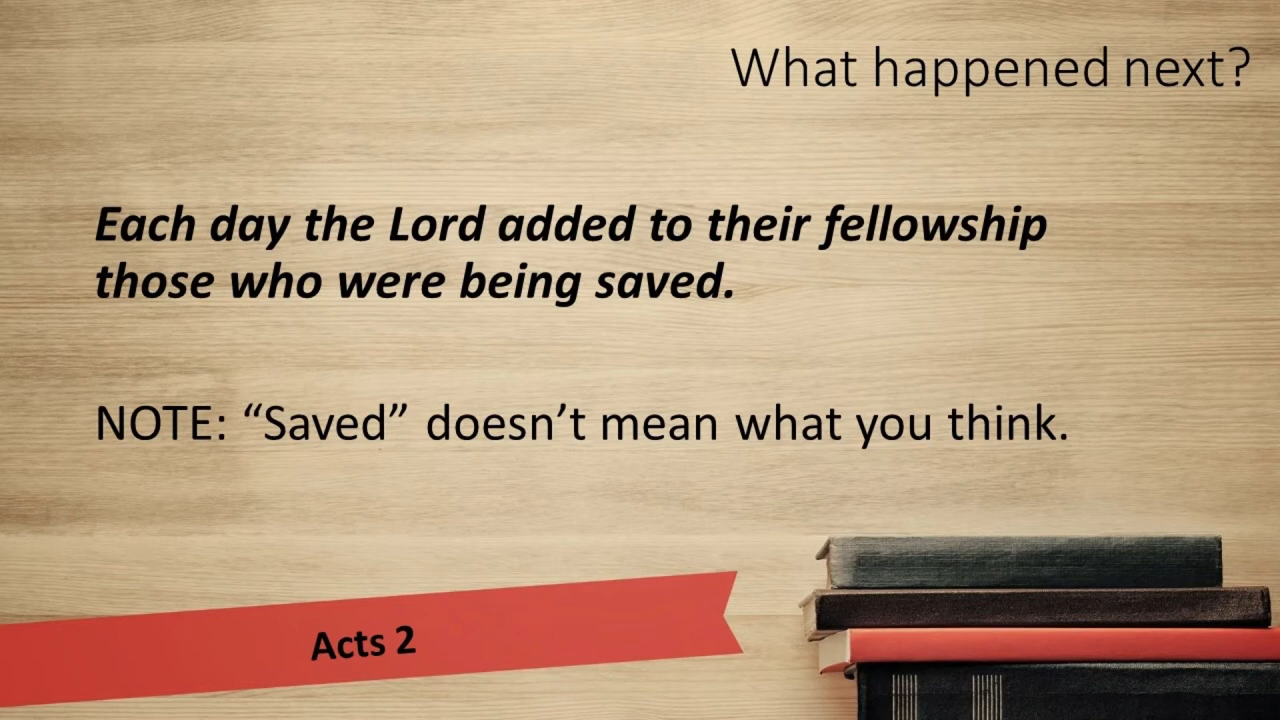 What happened next?
Each day the Lord added to their fellowship
those who were being saved.
NOTE: “Saved” doesn’t mean what you think.
Acts 2